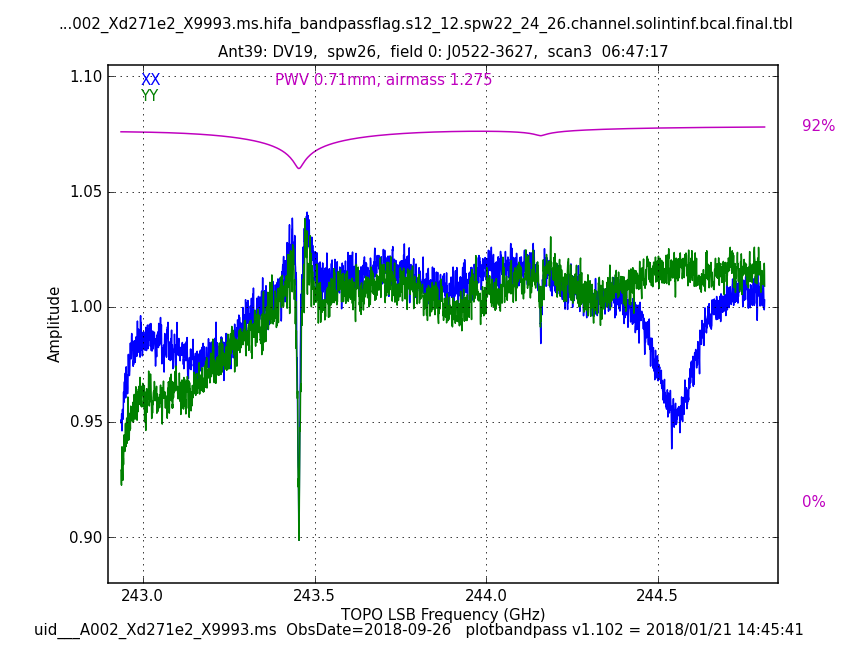 ...002_Xd271e2_X9993.ms.hifa_bandpassflag.s12_12.spw22_24_26.channel.solintinf.bcal.final.tbl
Ant39: DV19,  spw26,  field 0: J0522-3627,  scan3  06:47:17
XX
YY
PWV 0.71mm, airmass 1.275
1.10
1.05
1.00
0.95
0.90
Amplitude
92%
0%
243.0 243.5 244.0 244.5
TOPO LSB Frequency (GHz)
uid___A002_Xd271e2_X9993.ms  ObsDate=2018-09-26   plotbandpass v1.102 = 2018/01/21 14:45:41